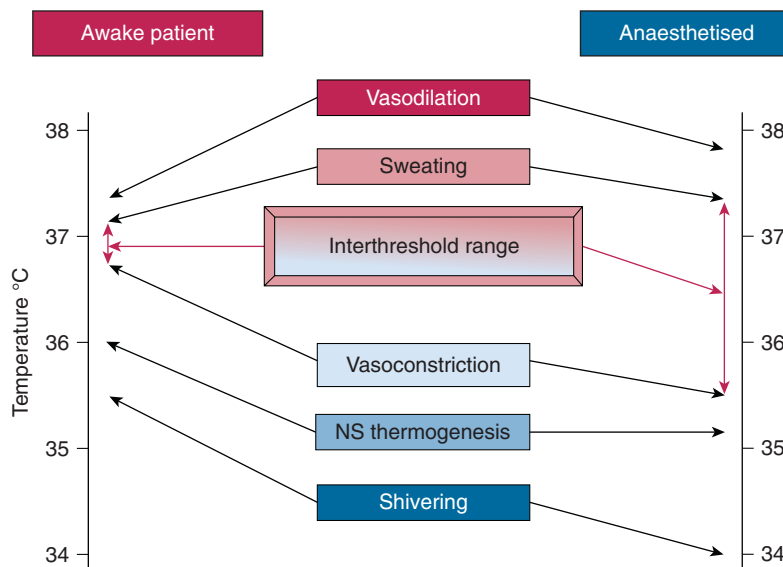 Awake patient
Anaesthetised
Vasodilation
38
38
Sweating
37
Interthreshold range
37
Temperature °C
36
Vasoconstriction
36
35
NS thermogenesis
35
Shivering
34
34